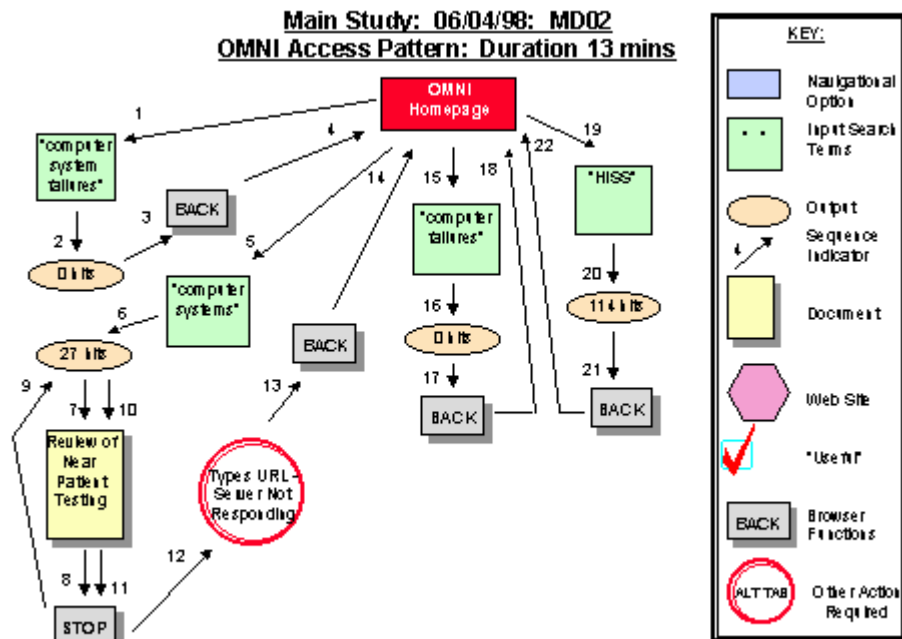 Main Study: 06/04/98: MD02
OMNI Access Pattern: Duration 13 mins
OMNI
Homepage
1
"computer
system
failures"
2
0 hits
3
BACK
4
5
"computer
systems"
6
27 hits
7
10
9
Review of
Near
Patient
Testing
8
11
STOP
12
Types URL -
Server Not
Responding
13
BACK
14
15
"computer
failures"
16
0 hits
17
BACK
18
19
"HISS"
20
114 hits
21
BACK
22
KEY:
Navigational
Option
" "
Input Search
Terms
Output
4
Sequence
Indicator
Document
Web Site
"Useful"
BACK
Browser
Functions
ALT TAB
Other Action
Required